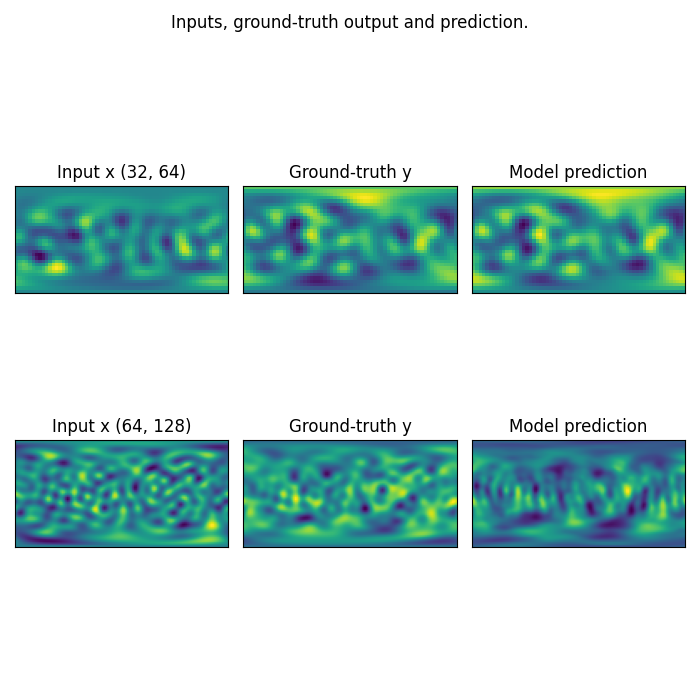 Inputs, ground-truth output and prediction.
Input x (32, 64)
Ground-truth y
Model prediction
Input x (64, 128)
Ground-truth y
Model prediction